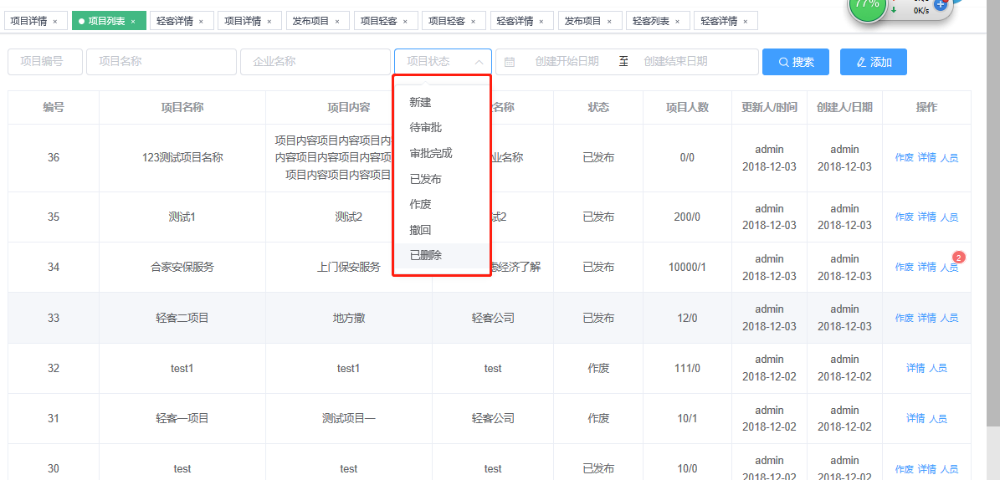 77% 0K/s
项目详情 × 项目列表 × 轻客详情 × 项目详情 × 发布项目 × 项目轻客 × 项目轻客 × 轻客详情 × 发布项目 × 轻客列表 × 轻客详情 ×
项目编号 项目名称 企业名称 项目状态 创建开始日期 至 创建结束日期 搜索 添加
新建
待审批
审批完成
已发布
作废
撤回
已删除
编号 项目名称 项目内容 名称 状态 项目人数 更新人/时间 创建人/日期 操作
项目内容项目内容项目内
36 123测试项目名称 内容项目内容项目内容项 业名称 已发布 0/0 admin admin 作废 详情 人员
项目内容项目内容项目 2018-12-03 2018-12-03
35 测试1 测试2 试2 已发布 200/0 admin admin 作废 详情 人员
2018-12-03 2018-12-03
34 合家安保服务 上门保安服务 经济了解 已发布 10000/1 admin admin 作废 详情 人员 2
2018-12-03 2018-12-03
33 轻客二项目 地方撒 轻客公司 已发布 12/0 admin admin 作废 详情 人员
2018-12-03 2018-12-03
32 test1 test1 test 作废 111/0 admin admin 详情 人员
2018-12-02 2018-12-02
31 轻客一项目 测试项目一 轻客公司 作废 10/1 admin admin 详情 人员
2018-12-02 2018-12-02
30 test test test 已发布 10/0 admin admin 作废 详情 人员
2018-12-02 2018-12-02